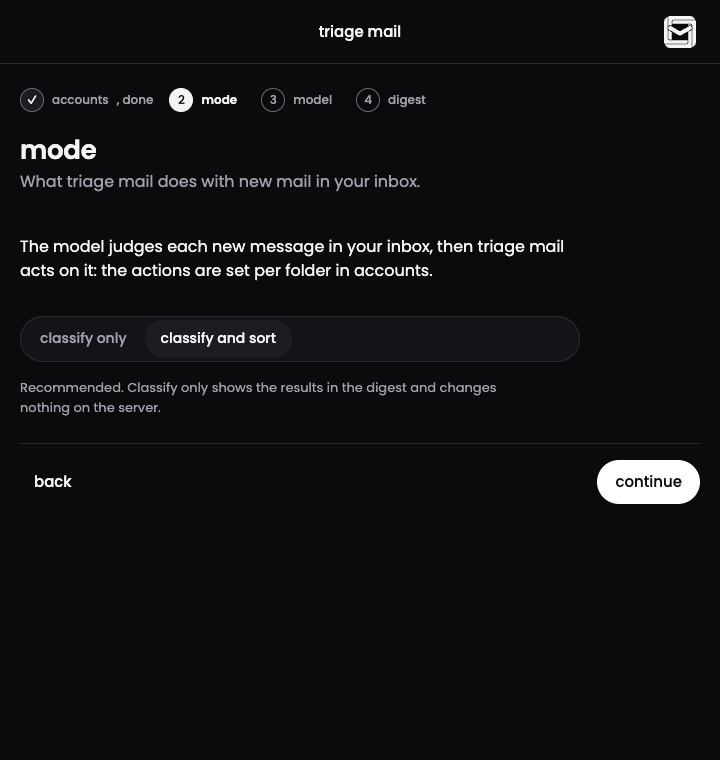 triage mail
✓ accounts , done 2 mode 3 model 4 digest
mode
What triage mail does with new mail in your inbox.
The model judges each new message in your inbox, then triage mail
acts on it: the actions are set per folder in accounts.
classify only classify and sort
Recommended. Classify only shows the results in the digest and changes
nothing on the server.
back continue